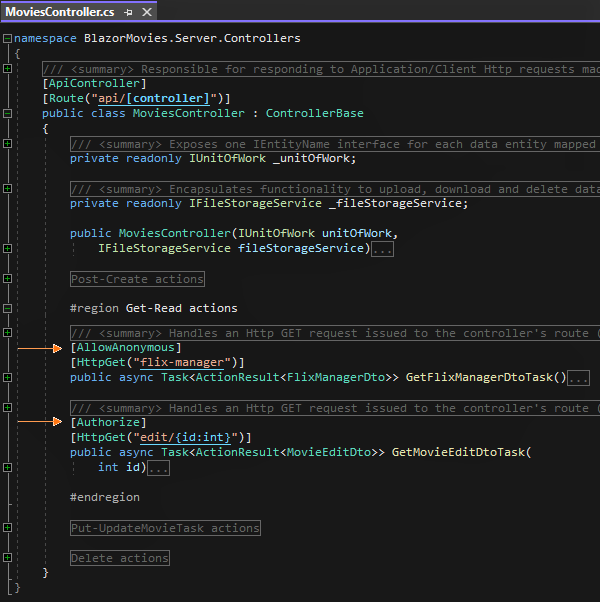 MoviesController.cs
namespace BlazorMovies.Server.Controllers
{
/// <summary> Responsible for responding to Application/Client Http requests mad
[ApiController]
[Route("api/[controller]")]
public class MoviesController : ControllerBase
{
/// <summary> Exposes one IEntityName interface for each data entity mapped
private readonly IUnitOfWork _unitOfWork;
/// <summary> Encapsulates functionality to upload, download and delete data
private readonly IFileStorageService _fileStorageService;
public MoviesController(IUnitOfWork unitOfWork,
IFileStorageService fileStorageService)...
Post-Create actions
#region Get-Read actions
/// <summary> Handles an Http GET request issued to the controller's route (
[AllowAnonymous]
[HttpGet("flix-manager")]
public async Task<ActionResult<FlixManagerDto>> GetFlixManagerDtoTask()...
/// <summary> Handles an Http GET request issued to the controller's route (
[Authorize]
[HttpGet("edit/{id:int}")]
public async Task<ActionResult<MovieEditDto>> GetMovieEditDtoTask(
int id)...
#endregion
Put-UpdateMovieTask actions
Delete actions
}
}